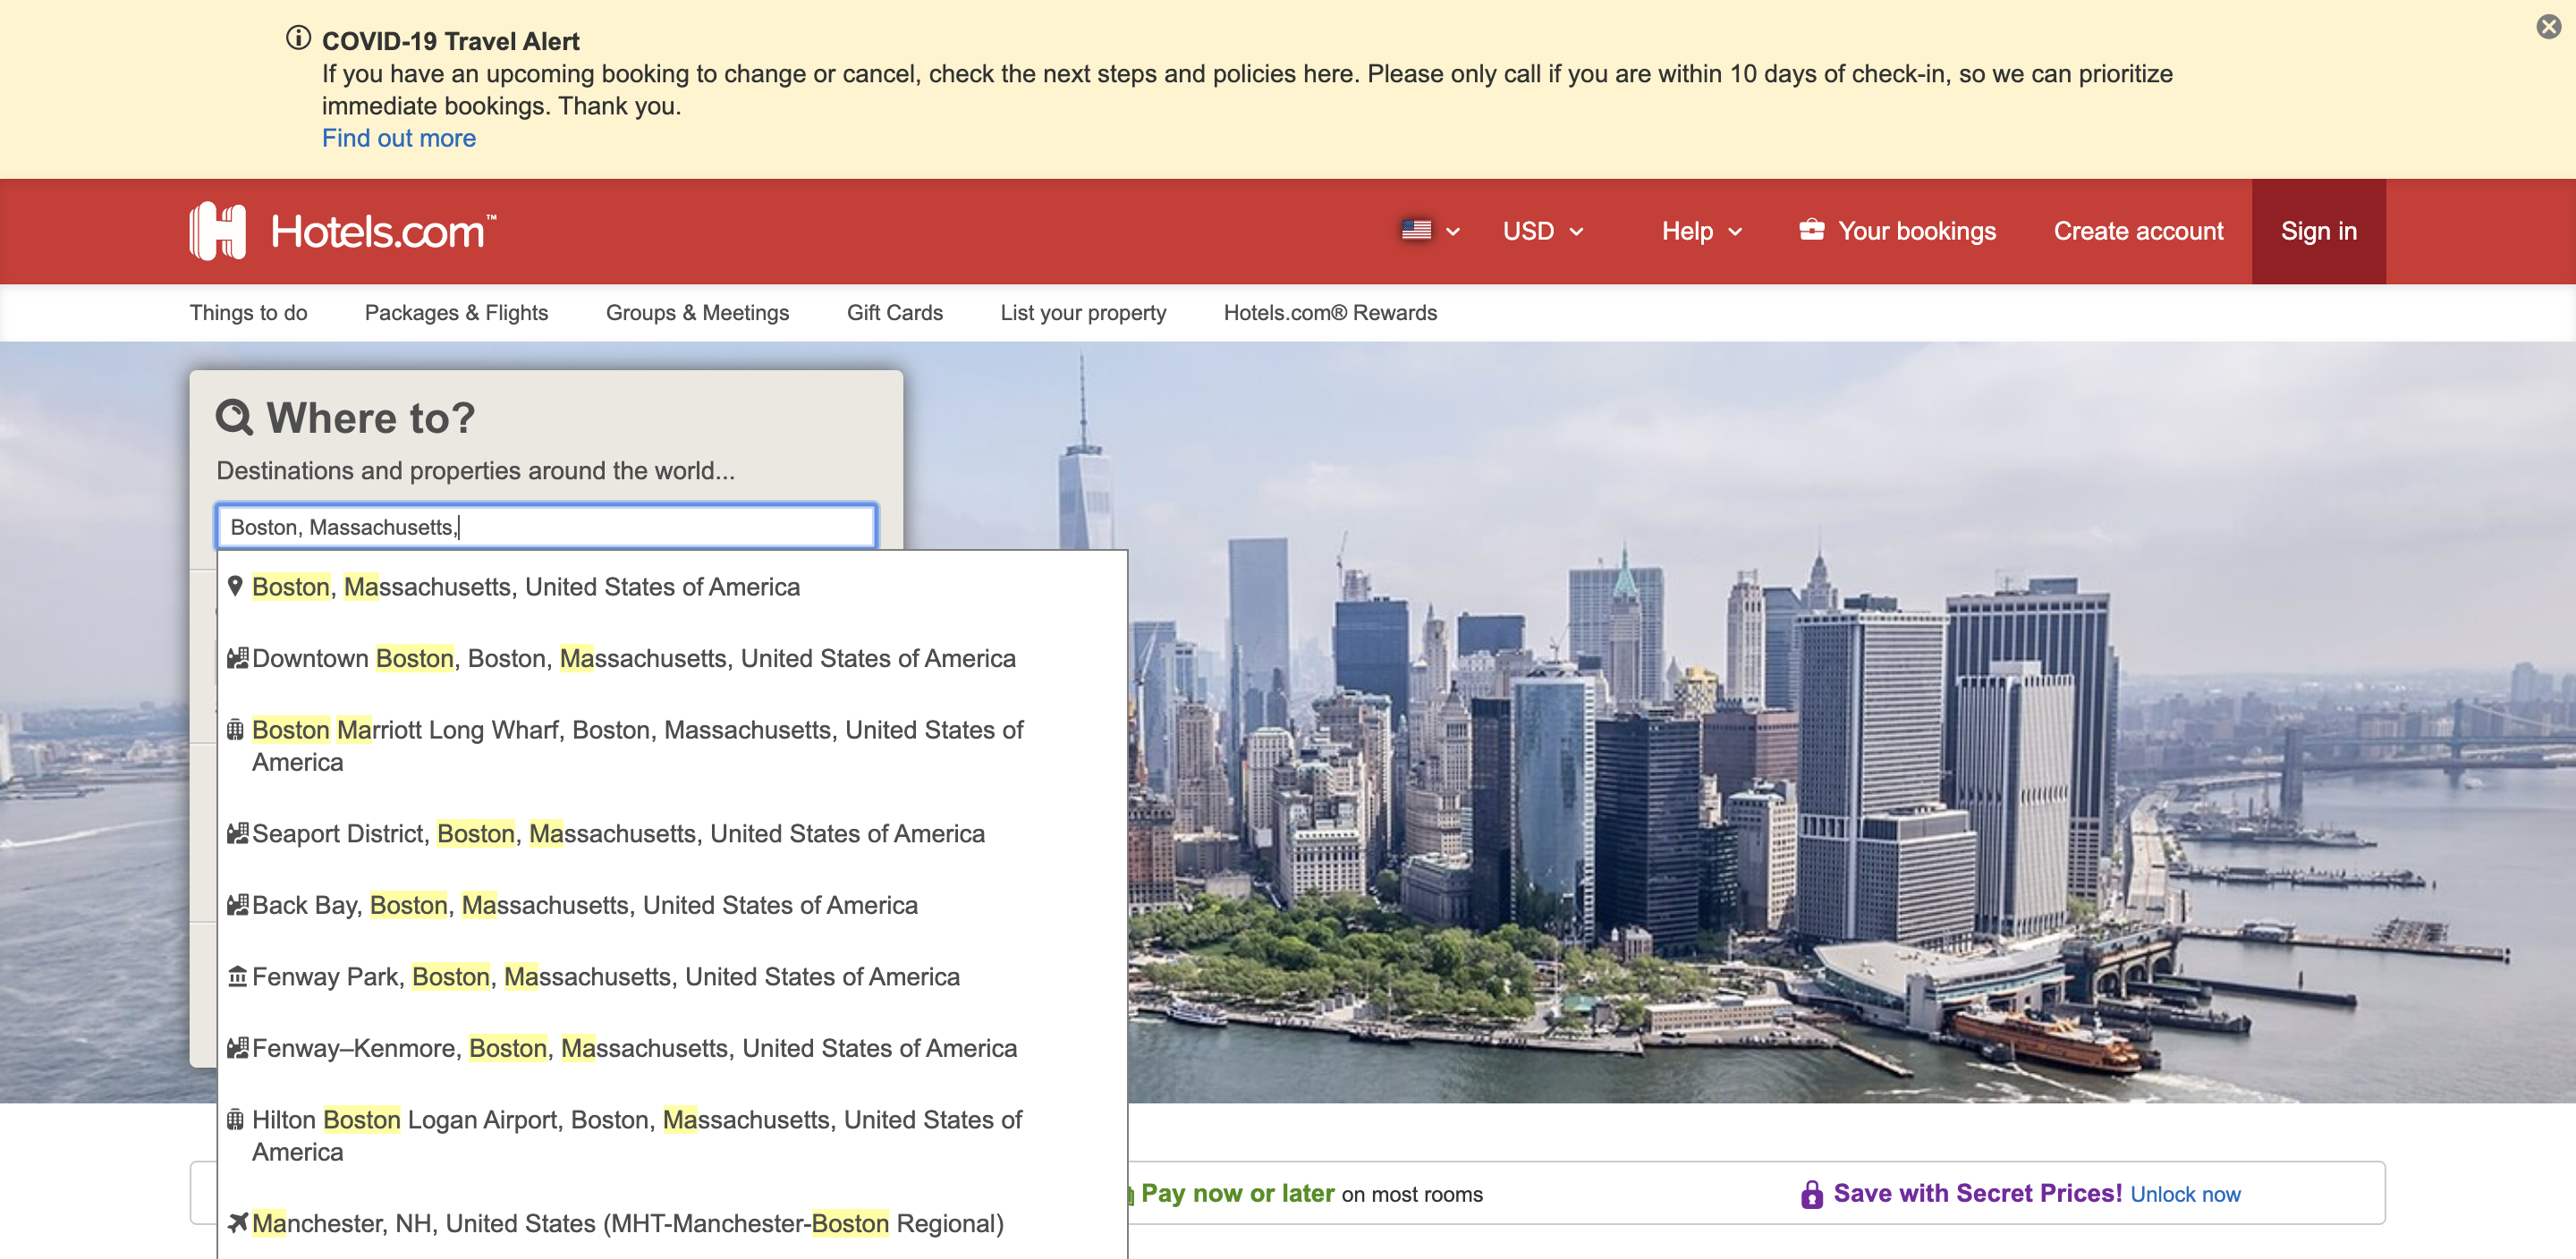 COVID-19 Travel Alert
If you have an upcoming booking to change or cancel, check the next steps and policies here. Please only call if you are within 10 days of check-in, so we can prioritize
immediate bookings. Thank you.
Find out more
Hotels.com™
USD
Help
Your bookings
Create account
Sign in
Things to do
Packages & Flights
Groups & Meetings
Gift Cards
List your property
Hotels.com® Rewards
Where to?
Destinations and properties around the world...
Boston, Massachusetts,
Boston, Massachusetts, United States of America
Downtown Boston, Boston, Massachusetts, United States of America
Boston Marriott Long Wharf, Boston, Massachusetts, United States of
America
Seaport District, Boston, Massachusetts, United States of America
Back Bay, Boston, Massachusetts, United States of America
Fenway Park, Boston, Massachusetts, United States of America
Fenway–Kenmore, Boston, Massachusetts, United States of America
Hilton Boston Logan Airport, Boston, Massachusetts, United States of
America
Manchester, NH, United States (MHT-Manchester-Boston Regional)
Pay now or later on most rooms
Save with Secret Prices! Unlock now